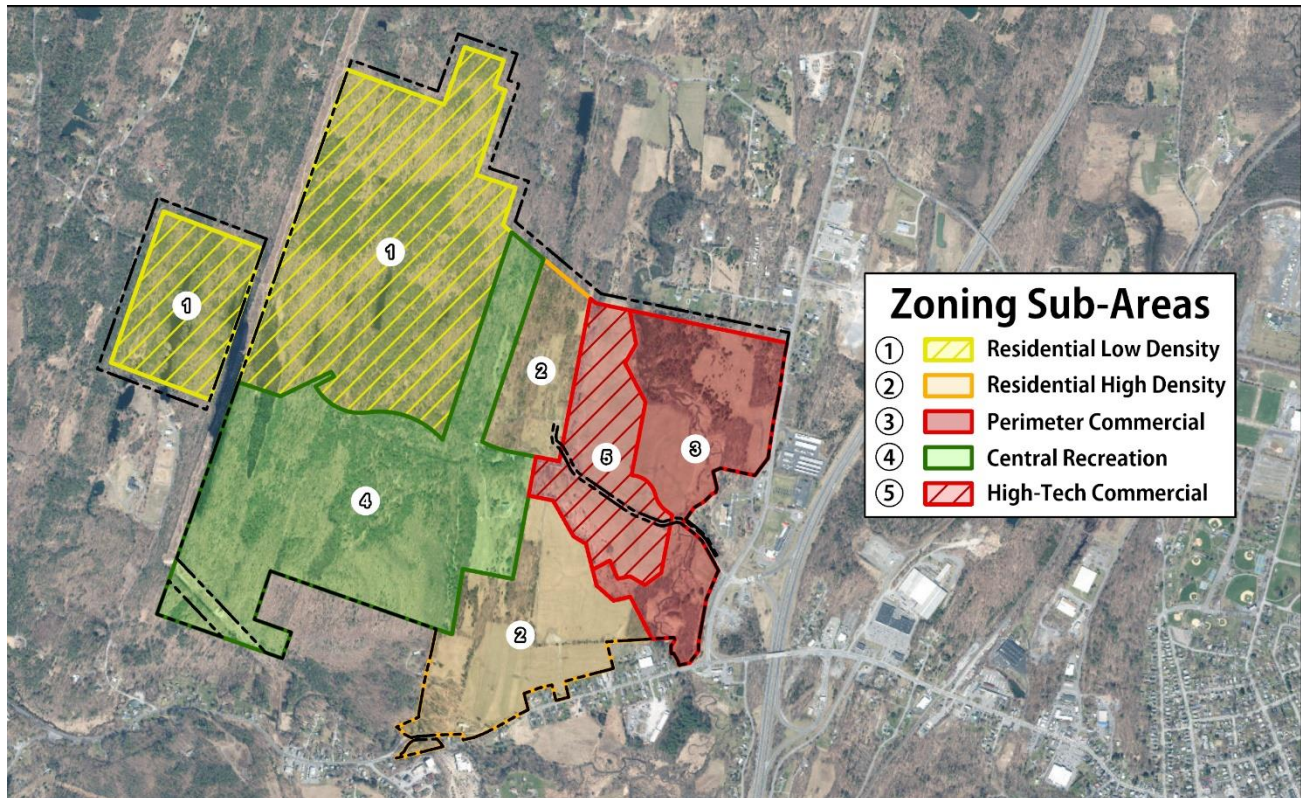 1
1
2
5
3
4
2
Zoning Sub-Areas
1 Residential Low Density
2 Residential High Density
3 Perimeter Commercial
4 Central Recreation
5 High-Tech Commercial